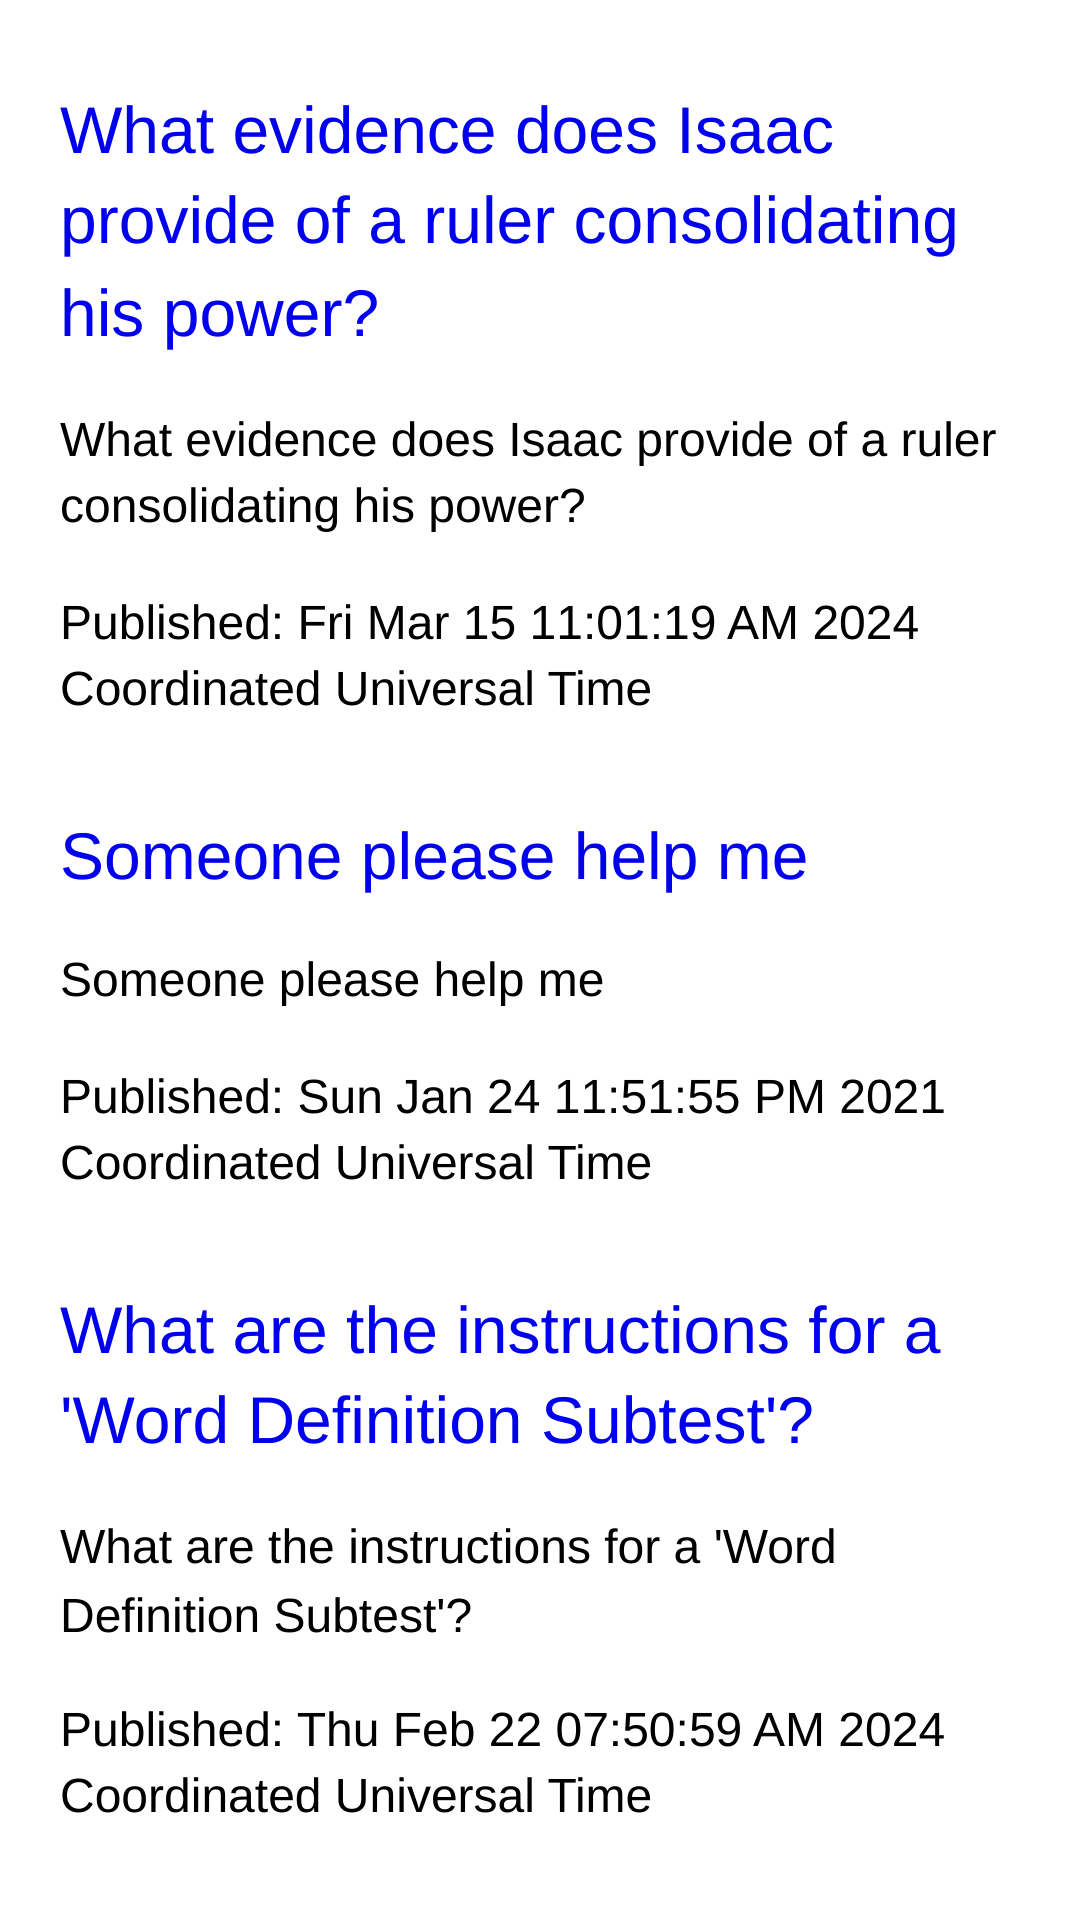 What evidence does Isaac
provide of a ruler consolidating
his power?
What evidence does Isaac provide of a ruler
consolidating his power?
Published: Fri Mar 15 11:01:19 AM 2024
Coordinated Universal Time
Someone please help me
Someone please help me
Published: Sun Jan 24 11:51:55 PM 2021
Coordinated Universal Time
What are the instructions for a
'Word Definition Subtest'?
What are the instructions for a 'Word
Definition Subtest'?
Published: Thu Feb 22 07:50:59 AM 2024
Coordinated Universal Time